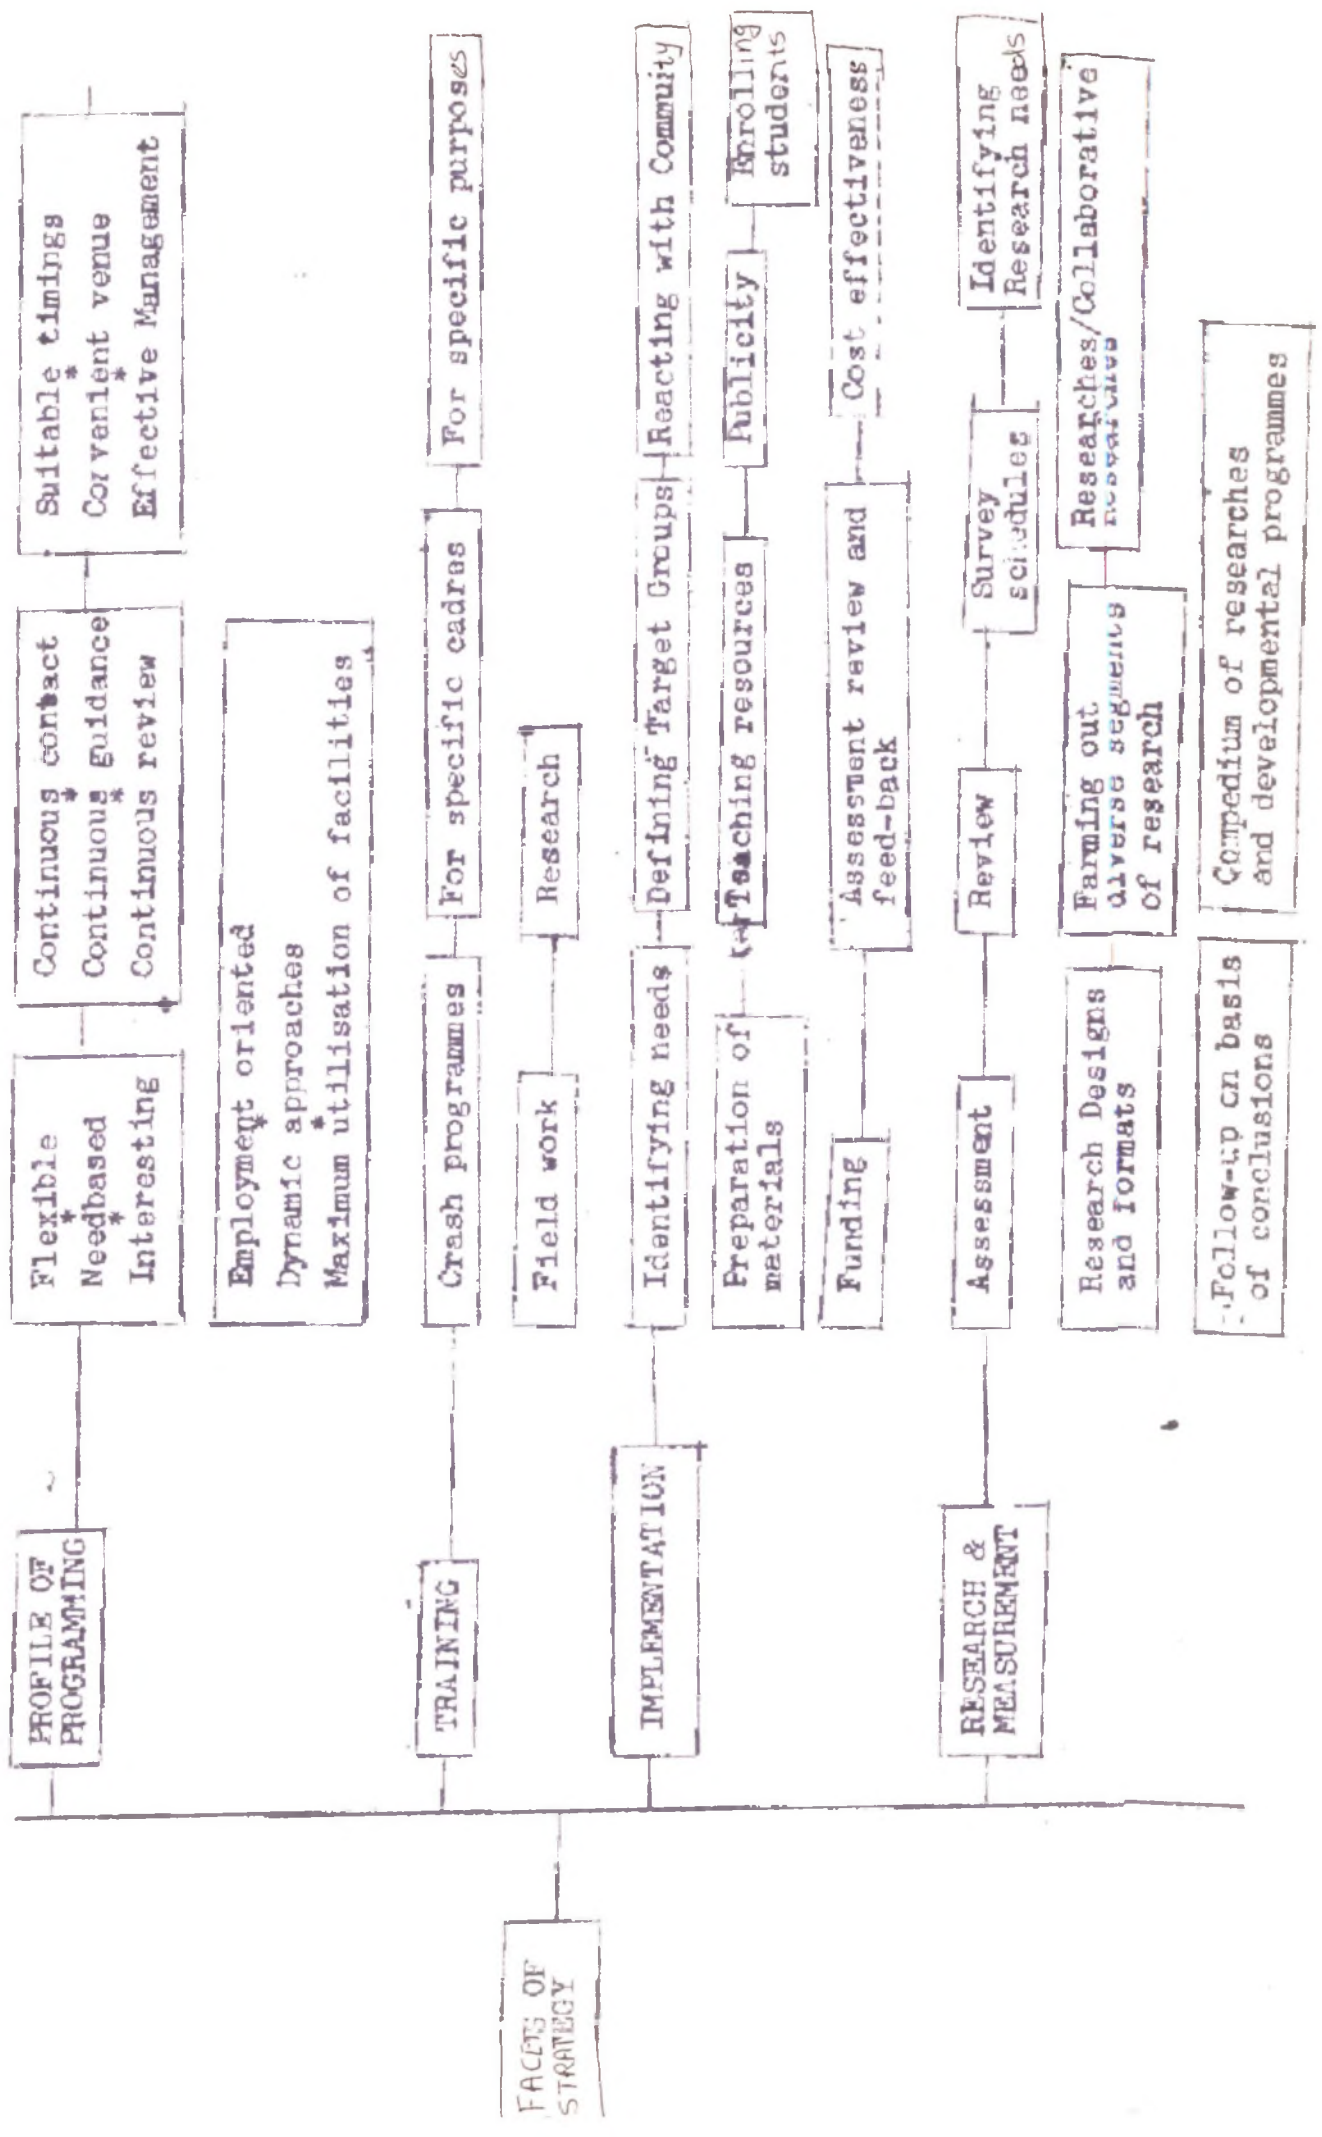 FACETS OF
STRATEGY
PROFILE OF
PROGRAMMING
Flexible
*
Needbased
*
Interesting
Continuous contact
*
Continuous guidance
*
Continuous review
Suitable timings
*
Convenient venue
*
Effective Management
Employment oriented
*
Dynamic approaches
*
Maximum utilisation of facilities
TRAINING
Crash programmes
For specific cadres
For specific purposes
Field work
Research
IMPLEMENTATION
Identifying needs
Defining Target Groups
Reacting with Commuity
Preparation of
materials
Teaching resources
Publicity
Enrolling
students
Funding
Assessment review and
feed-back
Cost effectiveness
RESEARCH &
MEASUREMENT
Assessment
Review
Survey
schedules
Identifying
Research needs
Research Designs
and formats
Farming out
diverse segments
of research
Researches/Collaborative
researches
Follow-up on basis
of conclusions
Compedium of researches
and developmental programmes